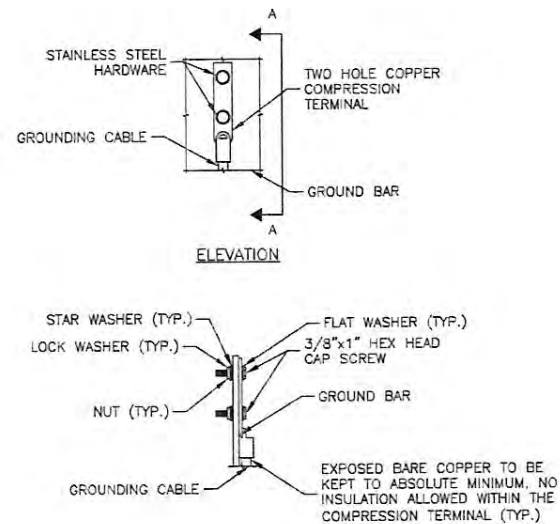 A
STAINLESS STEEL
HARDWARE
TWO HOLE COPPER
COMPRESSION
TERMINAL
GROUNDING CABLE
GROUND BAR
A
ELEVATION
STAR WASHER (TYP.)
FLAT WASHER (TYP.)
LOCK WASHER (TYP.)
3/8"x1" HEX HEAD
CAP SCREW
NUT (TYP.)
GROUND BAR
GROUNDING CABLE
EXPOSED BARE COPPER TO BE
KEPT TO ABSOLUTE MINIMUM, NO
INSULATION ALLOWED WITHIN THE
COMPRESSION TERMINAL (TYP.)